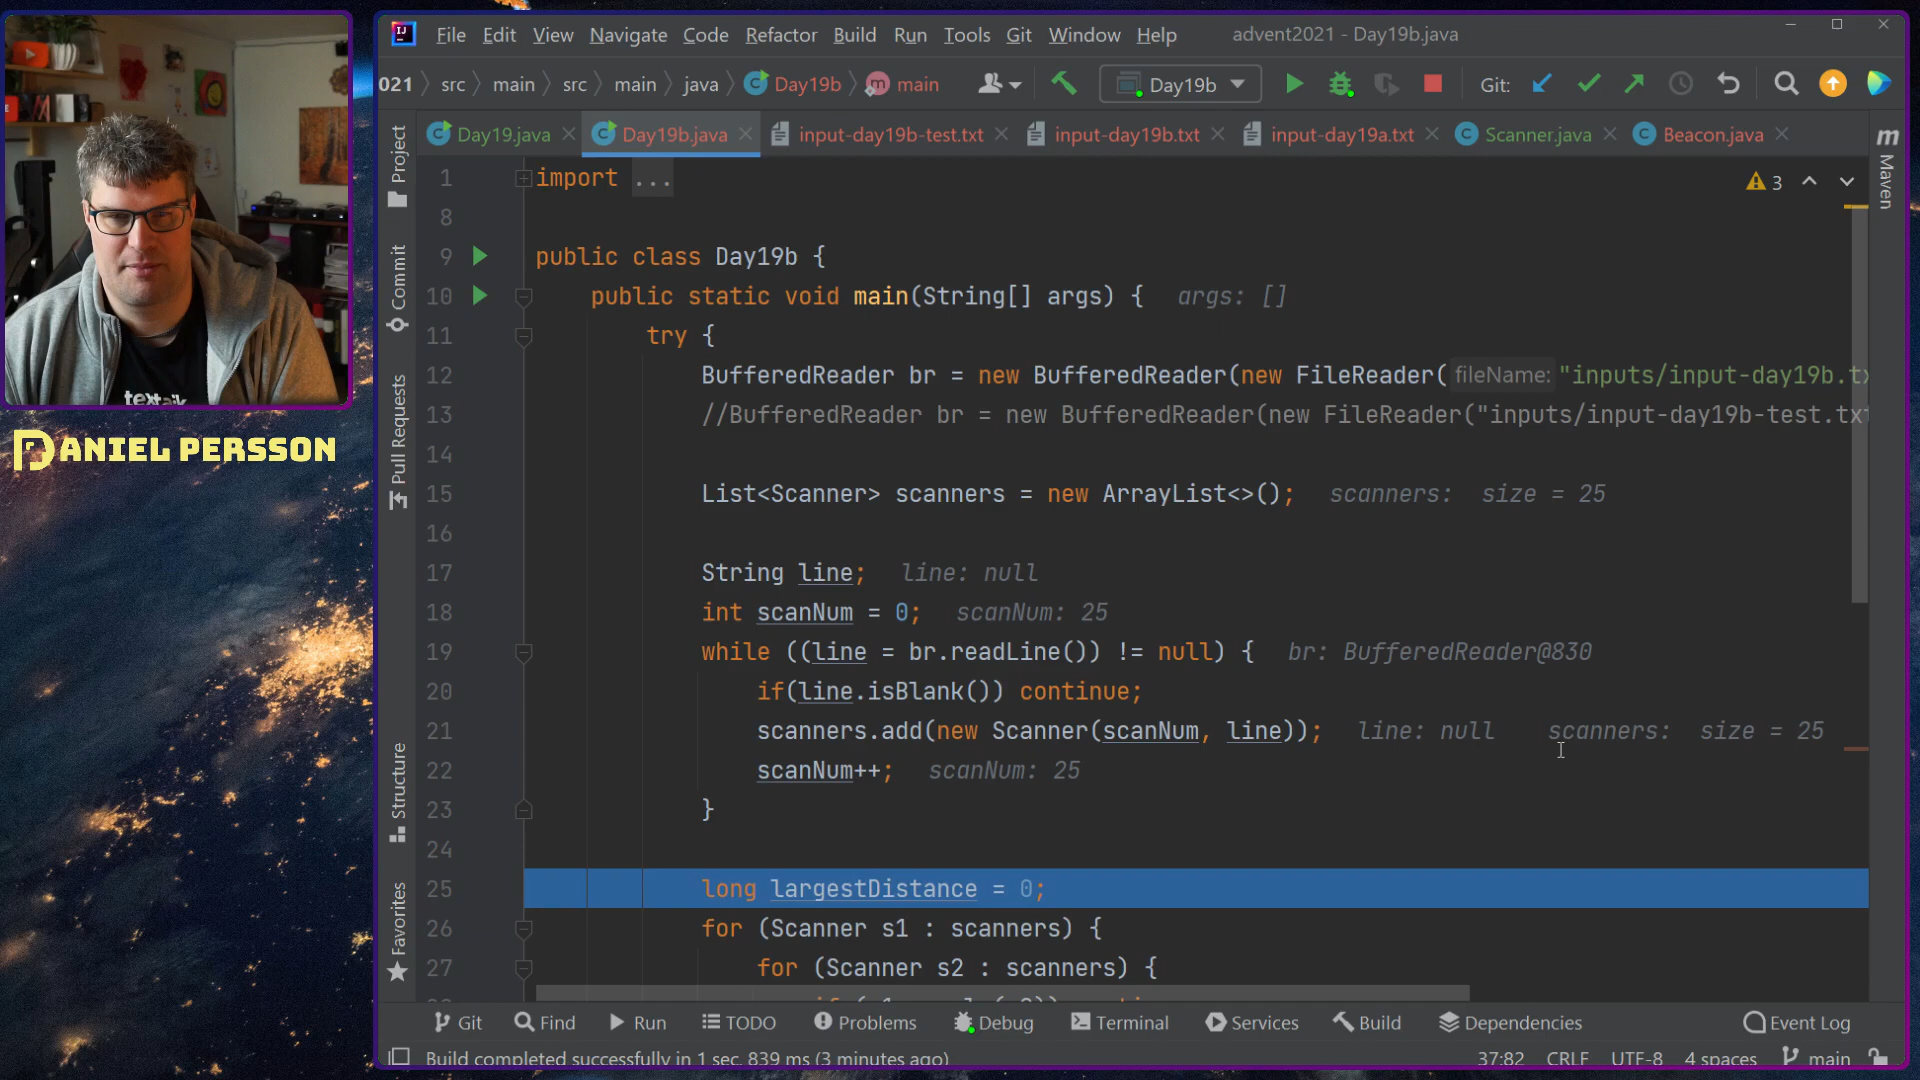 File Edit View Navigate Code Refactor Build Run Tools Git Window Help advent2021 - Day19b.java
021 src main src main java Day19b main Day19b Git:
Day19.java Day19b.java input-day19b-test.txt input-day19b.txt input-day19a.txt Scanner.java Beacon.java
1 import ... 3
8
9 public class Day19b {
10 public static void main(String[] args) { args: []
11 try {
12 BufferedReader br = new BufferedReader(new FileReader( fileName: "inputs/input-day19b.tx
13 //BufferedReader br = new BufferedReader(new FileReader("inputs/input-day19b-test.txt
14
15 List<Scanner> scanners = new ArrayList<>(); scanners: size = 25
16
17 String line; line: null
18 int scanNum = 0; scanNum: 25
19 while ((line = br.readLine()) != null) { br: BufferedReader@830
20 if(line.isBlank()) continue;
21 scanners.add(new Scanner(scanNum, line)); line: null scanners: size = 25
22 scanNum++; scanNum: 25
23 }
24
25 long largestDistance = 0;
26 for (Scanner s1 : scanners) {
27 for (Scanner s2 : scanners) {
Project
Commit
Pull Requests
Structure
Favorites
m Maven
Git Find Run TODO Problems Debug Terminal Services Build Dependencies Event Log
Build completed successfully in 1 sec, 839 ms (3 minutes ago) 37:82 CRLF UTF-8 4 spaces main
textalk
DANIEL PERSSON